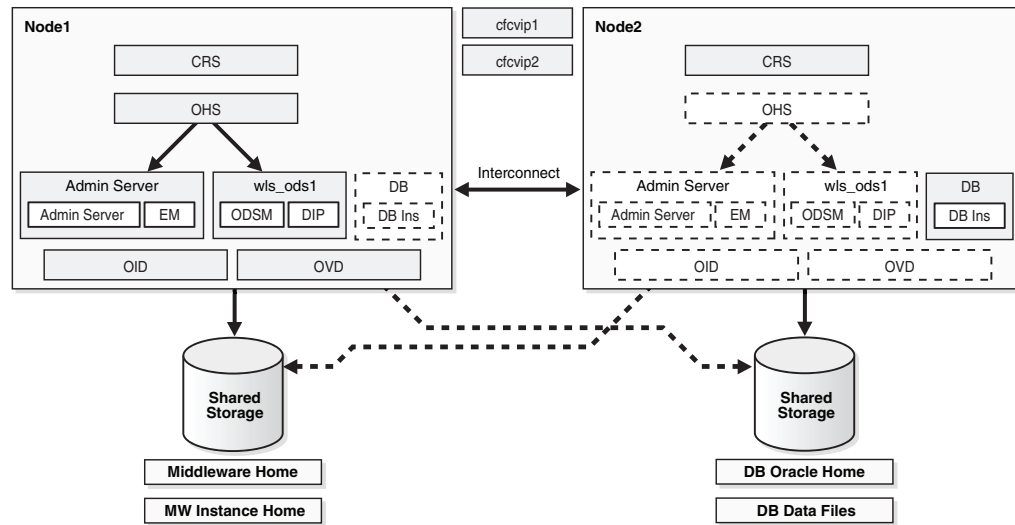 Node1
CRS
OHS
Admin Server
Admin Server
EM
wls_ods1
ODSM
DIP
DB
DB Ins
OID
OVD
cfcvip1
cfcvip2
Interconnect
Node2
CRS
OHS
Admin Server
Admin Server
EM
wls_ods1
ODSM
DIP
DB
DB Ins
OID
OVD
Shared
Storage
Middleware Home
MW Instance Home
Shared
Storage
DB Oracle Home
DB Data Files